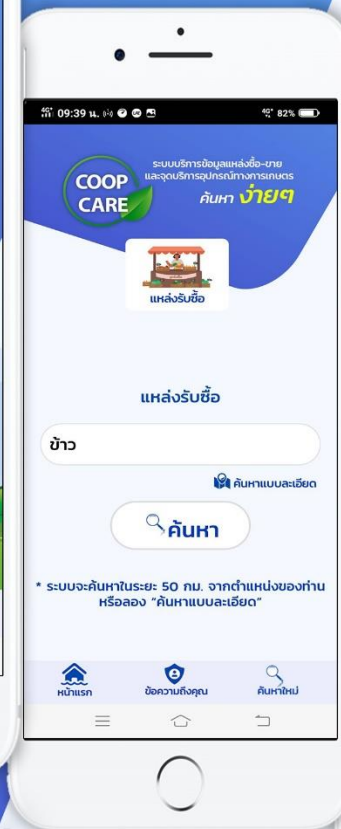 09:39 น.
82%
COOP
CARE
ระบบบริการข้อมูลแหล่งซื้อ-ขาย
และจุดบริการอุปกรณ์ทางการเกษตร
ค้นหา ง่ายๆ
แหล่งรับซื้อ
แหล่งรับซื้อ
ข้าว
ค้นหาแบบละเอียด
ค้นหา
* ระบบจะค้นหาในระยะ 50 กม. จากตำแหน่งของท่าน
หรือลอง "ค้นหาแบบละเอียด"
หน้าแรก
ข้อความถึงคุณ
ค้นหาใหม่